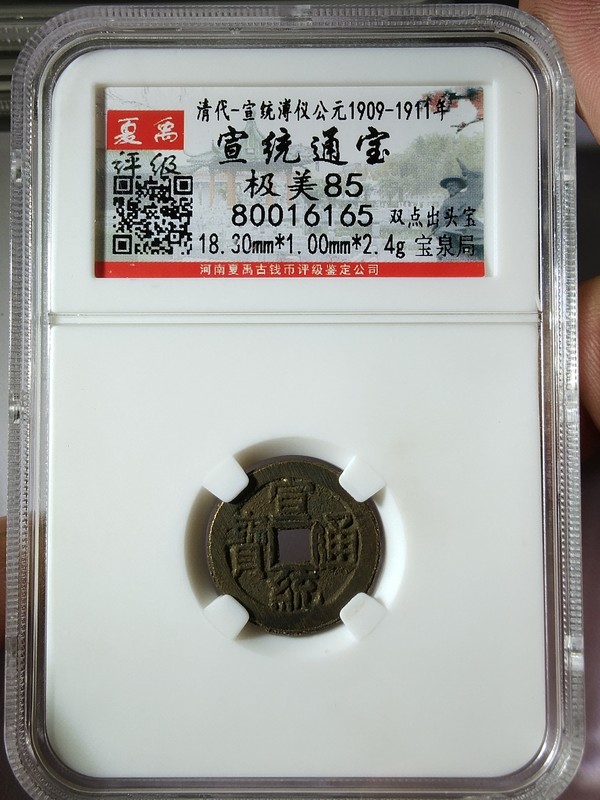 清代-宣统溥仪公元1909-1911年
夏禹
评级
宣统通宝
极美85
80016165 双点出头宝
18.30mm*1.00mm*2.4g 宝泉局
河南夏禹古钱币评级鉴定公司
宣
寶 通
統